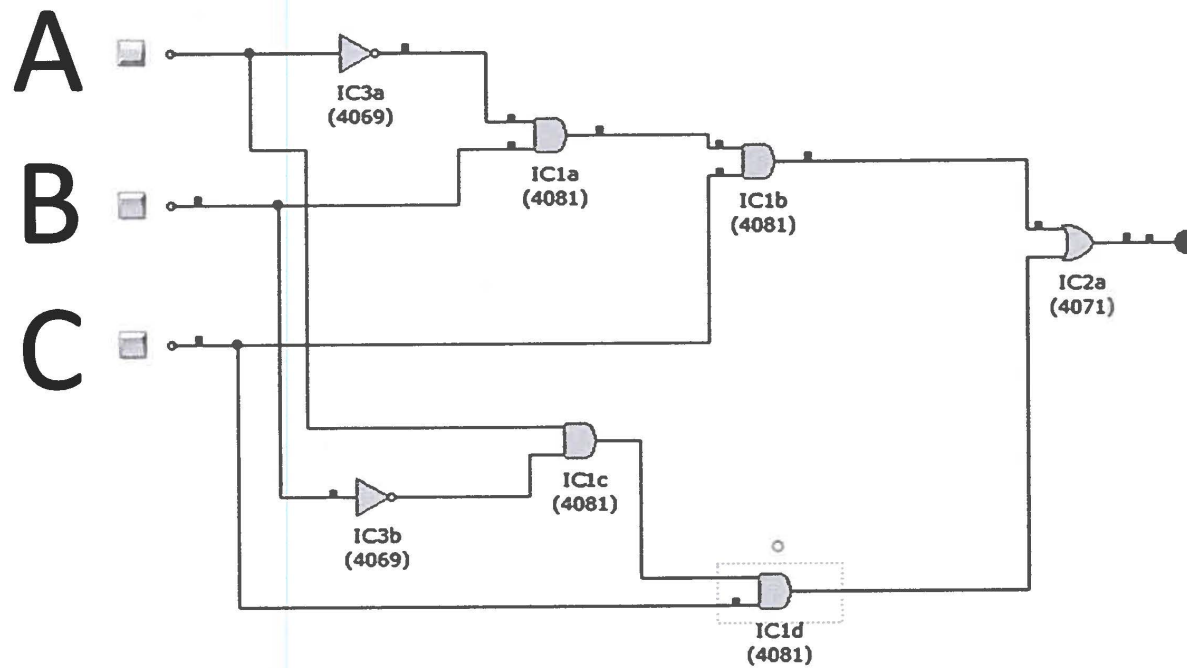 A
IC3a
(4069)
IC1a
(4081)
B
IC1b
(4081)
IC2a
(4071)
C
IC1c
(4081)
IC3b
(4069)
IC1d
(4081)